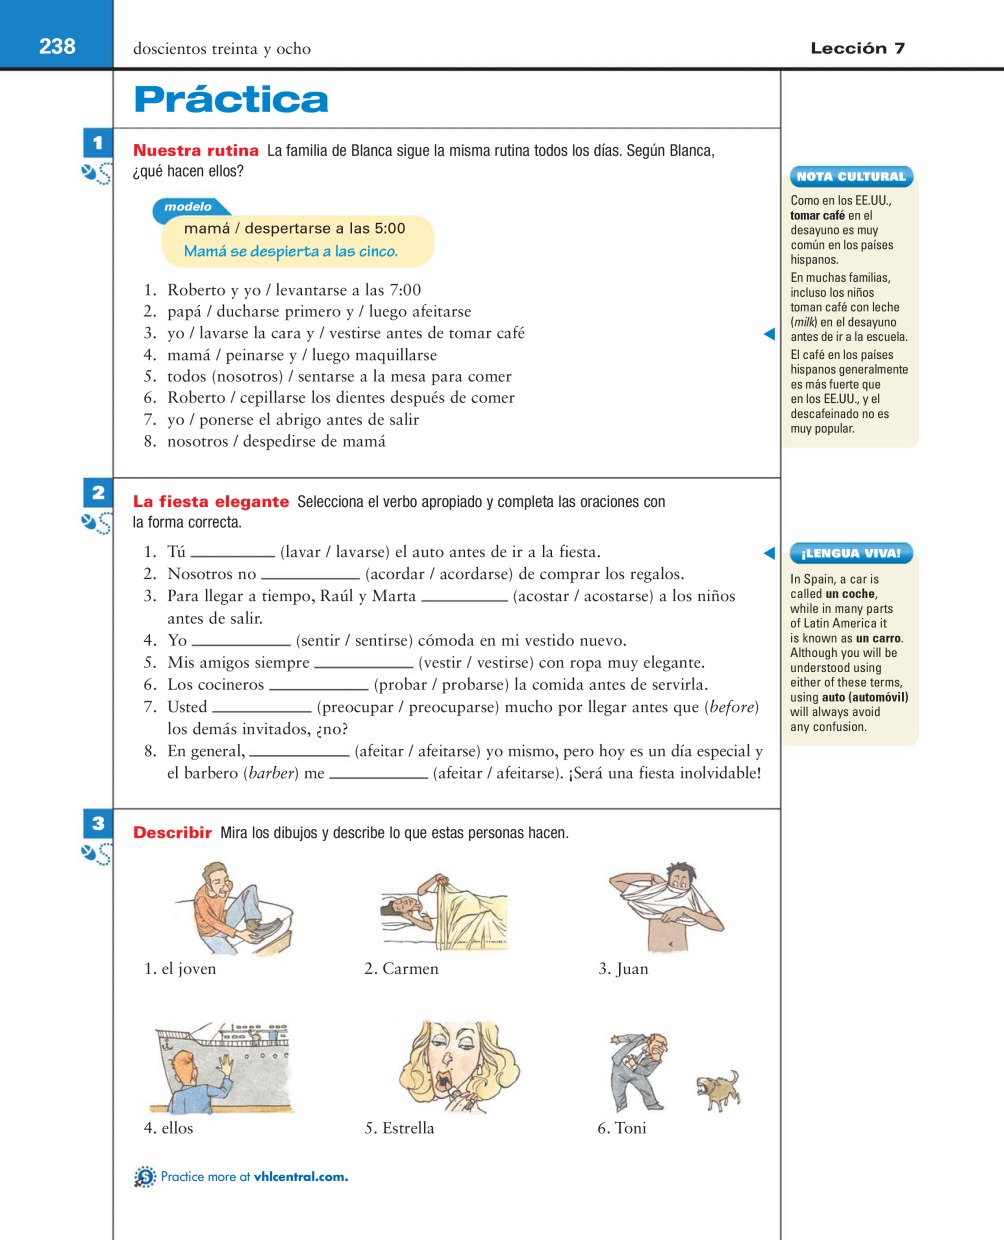 238
doscientos treinta y ocho
Lección 7
Práctica
1
Nuestra rutina La familia de Blanca sigue la misma rutina todos los días. Según Blanca,
¿qué hacen ellos?
modelo
mamá / despertarse a las 5:00
Mamá se despierta a las cinco.
1. Roberto y yo / levantarse a las 7:00
2. papá / ducharse primero y / luego afeitarse
3. yo / lavarse la cara y / vestirse antes de tomar café
4. mamá / peinarse y / luego maquillarse
5. todos (nosotros) / sentarse a la mesa para comer
6. Roberto / cepillarse los dientes después de comer
7. yo / ponerse el abrigo antes de salir
8. nosotros / despedirse de mamá
NOTA CULTURAL
Como en los EE.UU.,
tomar café en el
desayuno es muy
común en los países
hispanos.
En muchas familias,
incluso los niños
toman café con leche
(milk) en el desayuno
antes de ir a la escuela.
El café en los países
hispanos generalmente
es más fuerte que
en los EE.UU., y el
descafeinado no es
muy popular.
2
La fiesta elegante Selecciona el verbo apropiado y completa las oraciones con
la forma correcta.
1. Tú __________ (lavar / lavarse) el auto antes de ir a la fiesta.
2. Nosotros no __________ (acordar / acordarse) de comprar los regalos.
3. Para llegar a tiempo, Raúl y Marta __________ (acostar / acostarse) a los niños
antes de salir.
4. Yo __________ (sentir / sentirse) cómoda en mi vestido nuevo.
5. Mis amigos siempre __________ (vestir / vestirse) con ropa muy elegante.
6. Los cocineros __________ (probar / probarse) la comida antes de servirla.
7. Usted __________ (preocupar / preocuparse) mucho por llegar antes que (before)
los demás invitados, ¿no?
8. En general, __________ (afeitar / afeitarse) yo mismo, pero hoy es un día especial y
el barbero (barber) me __________ (afeitar / afeitarse). ¡Será una fiesta inolvidable!
¡LENGUA VIVA!
In Spain, a car is
called un coche,
while in many parts
of Latin America it
is known as un carro.
Although you will be
understood using
either of these terms,
using auto (automóvil)
will always avoid
any confusion.
3
Describir Mira los dibujos y describe lo que estas personas hacen.
1. el joven
2. Carmen
3. Juan
4. ellos
5. Estrella
6. Toni
S Practice more at vhlcentral.com.